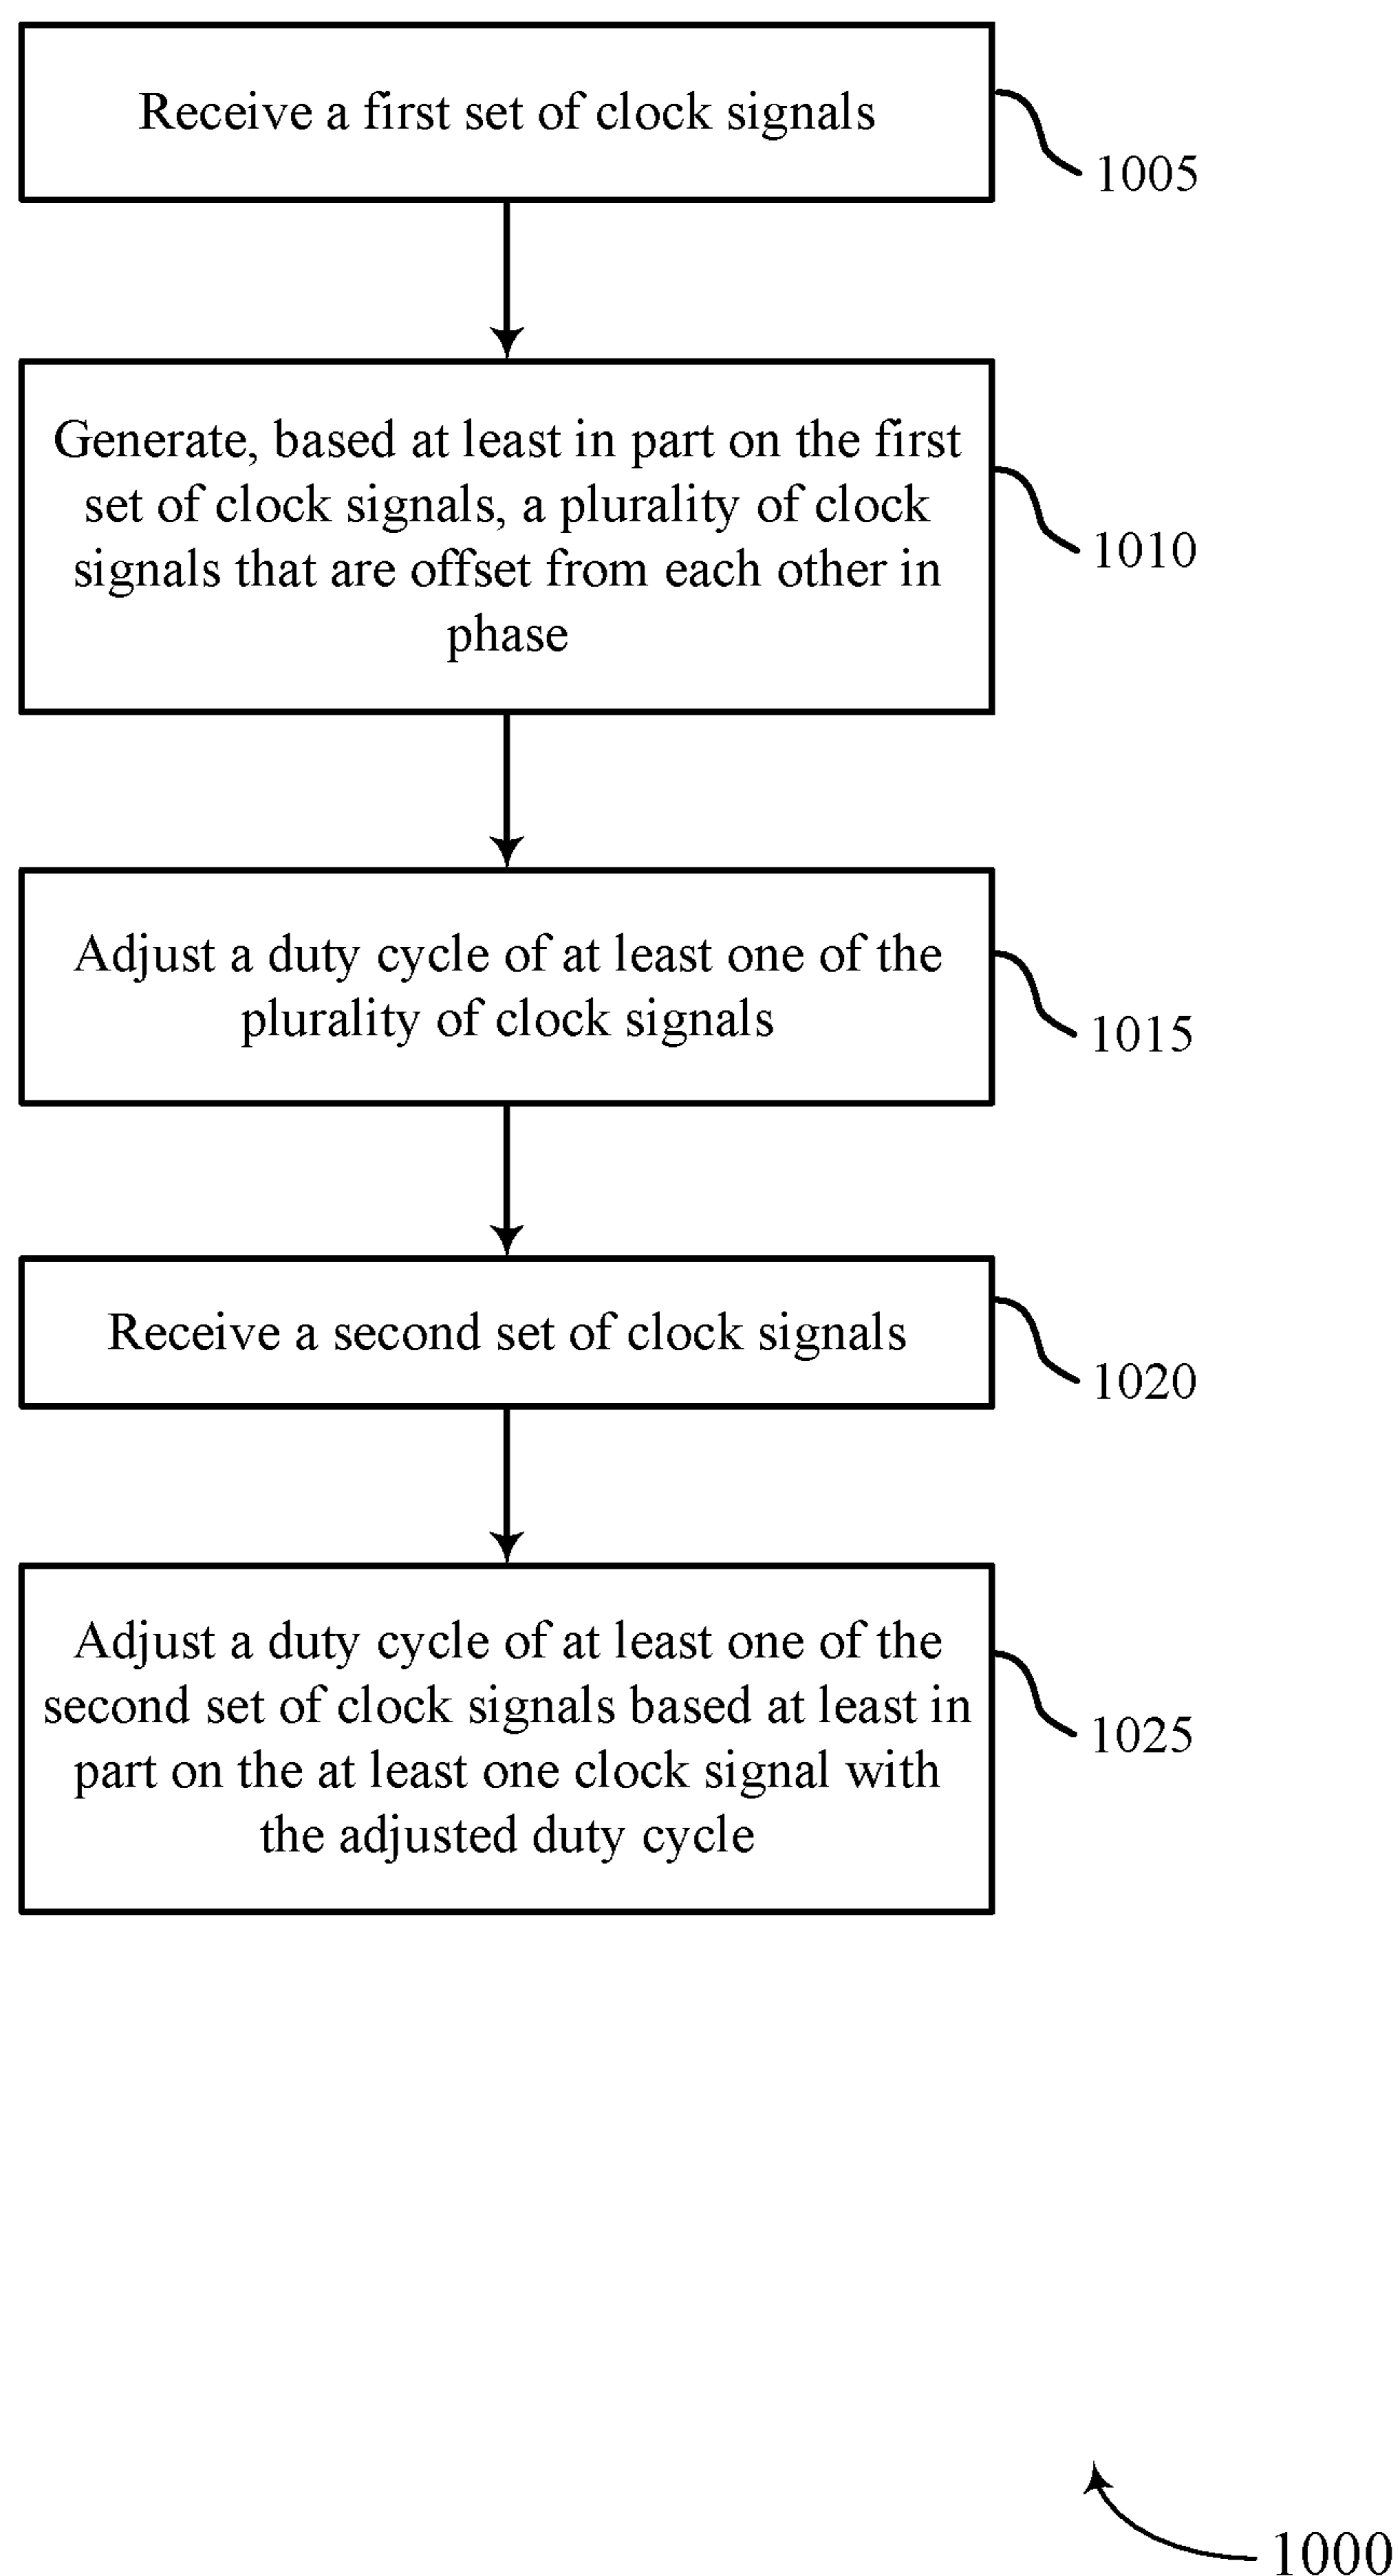 Receive a first set of clock signals
1005
Generate, based at least in part on the first
set of clock signals, a plurality of clock
signals that are offset from each other in
phase
1010
Adjust a duty cycle of at least one of the
plurality of clock signals
1015
Receive a second set of clock signals
1020
Adjust a duty cycle of at least one of the
second set of clock signals based at least in
part on the at least one clock signal with
the adjusted duty cycle
1025
1000